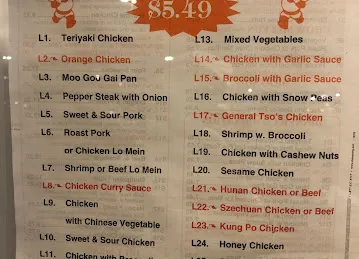 $5.49
L1. Teriyaki Chicken
L2. Orange Chicken
L3. Moo Goo Gai Pan
L4. Pepper Steak with Onion
L5. Sweet & Sour Pork
L6. Roast Pork
or Chicken Lo Mein
L7. Shrimp or Beef Lo Mein
L8. Chicken Curry Sauce
L9. Chicken
with Chinese Vegetable
L10. Sweet & Sour Chicken
L11. Chicken with
L13. Mixed Vegetables
L14. Chicken with Garlic Sauce
L15. Broccoli with Garlic Sauce
L16. Chicken with Snow Peas
L17. General Tso's Chicken
L18. Shrimp w. Broccoli
L19. Chicken with Cashew Nuts
L20. Sesame Chicken
L21. Hunan Chicken or Beef
L22. Szechuan Chicken or Beef
L23. Kung Po Chicken
L24. Honey Chicken